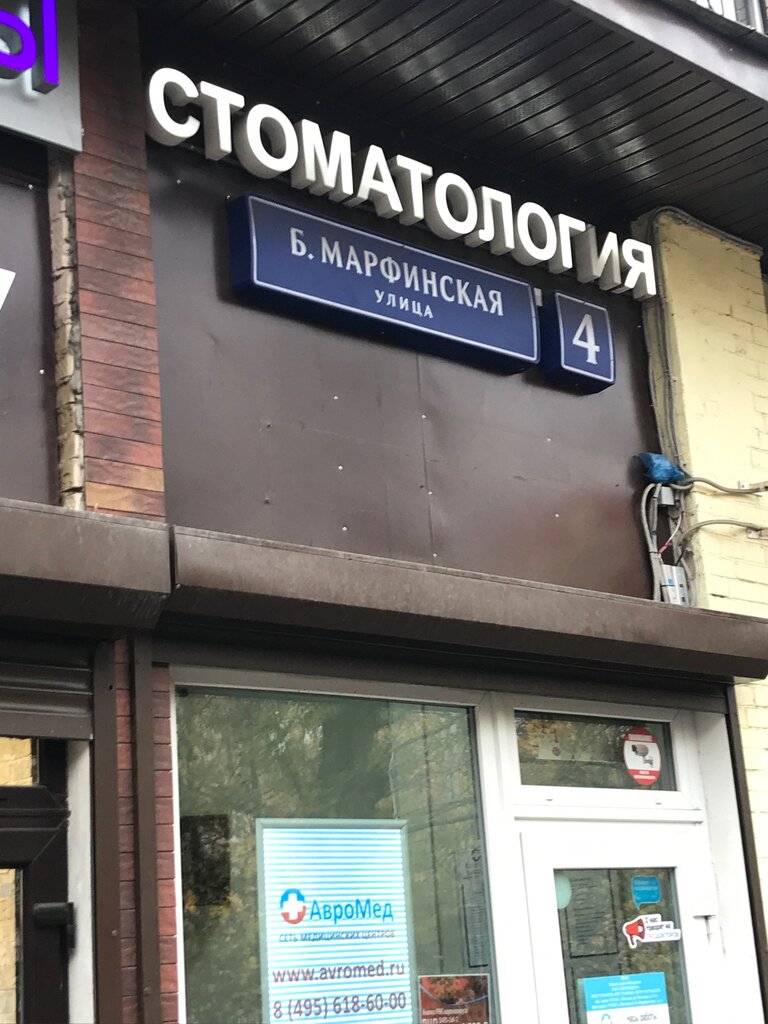 Ы
СТОМАТОЛОГИЯ
Б. МАРФИНСКАЯ
УЛИЦА
4
АвроМед
СЕТЬ МЕДИЦИНСКИХ ЦЕНТРОВ
www.avromed.ru
8 (495) 618-60-00